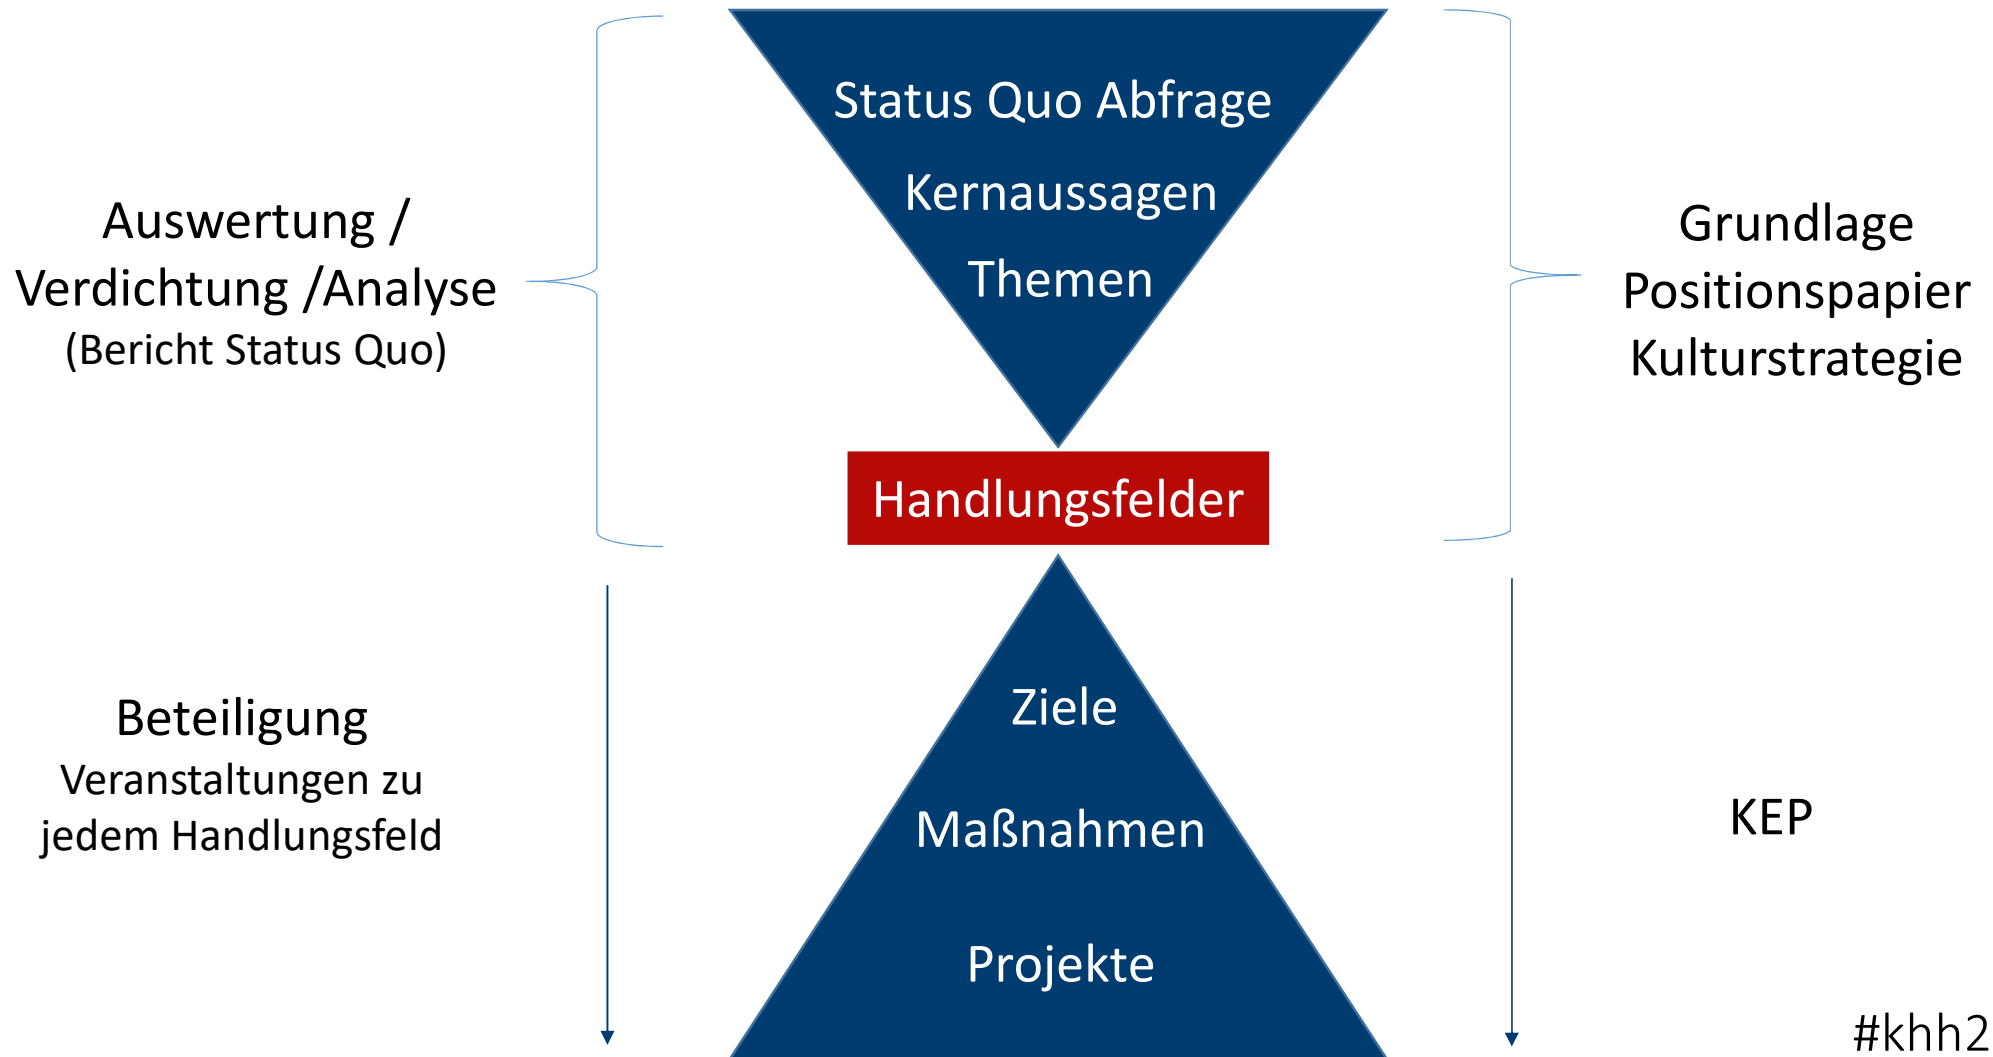 Status Quo Abfrage
Kernaussagen
Themen
Auswertung /
Verdichtung /Analyse
(Bericht Status Quo)
Grundlage
Positionspapier
Kulturstrategie
Handlungsfelder
Beteiligung
Veranstaltungen zu
jedem Handlungsfeld
Ziele
Maßnahmen
Projekte
KEP
#khh2